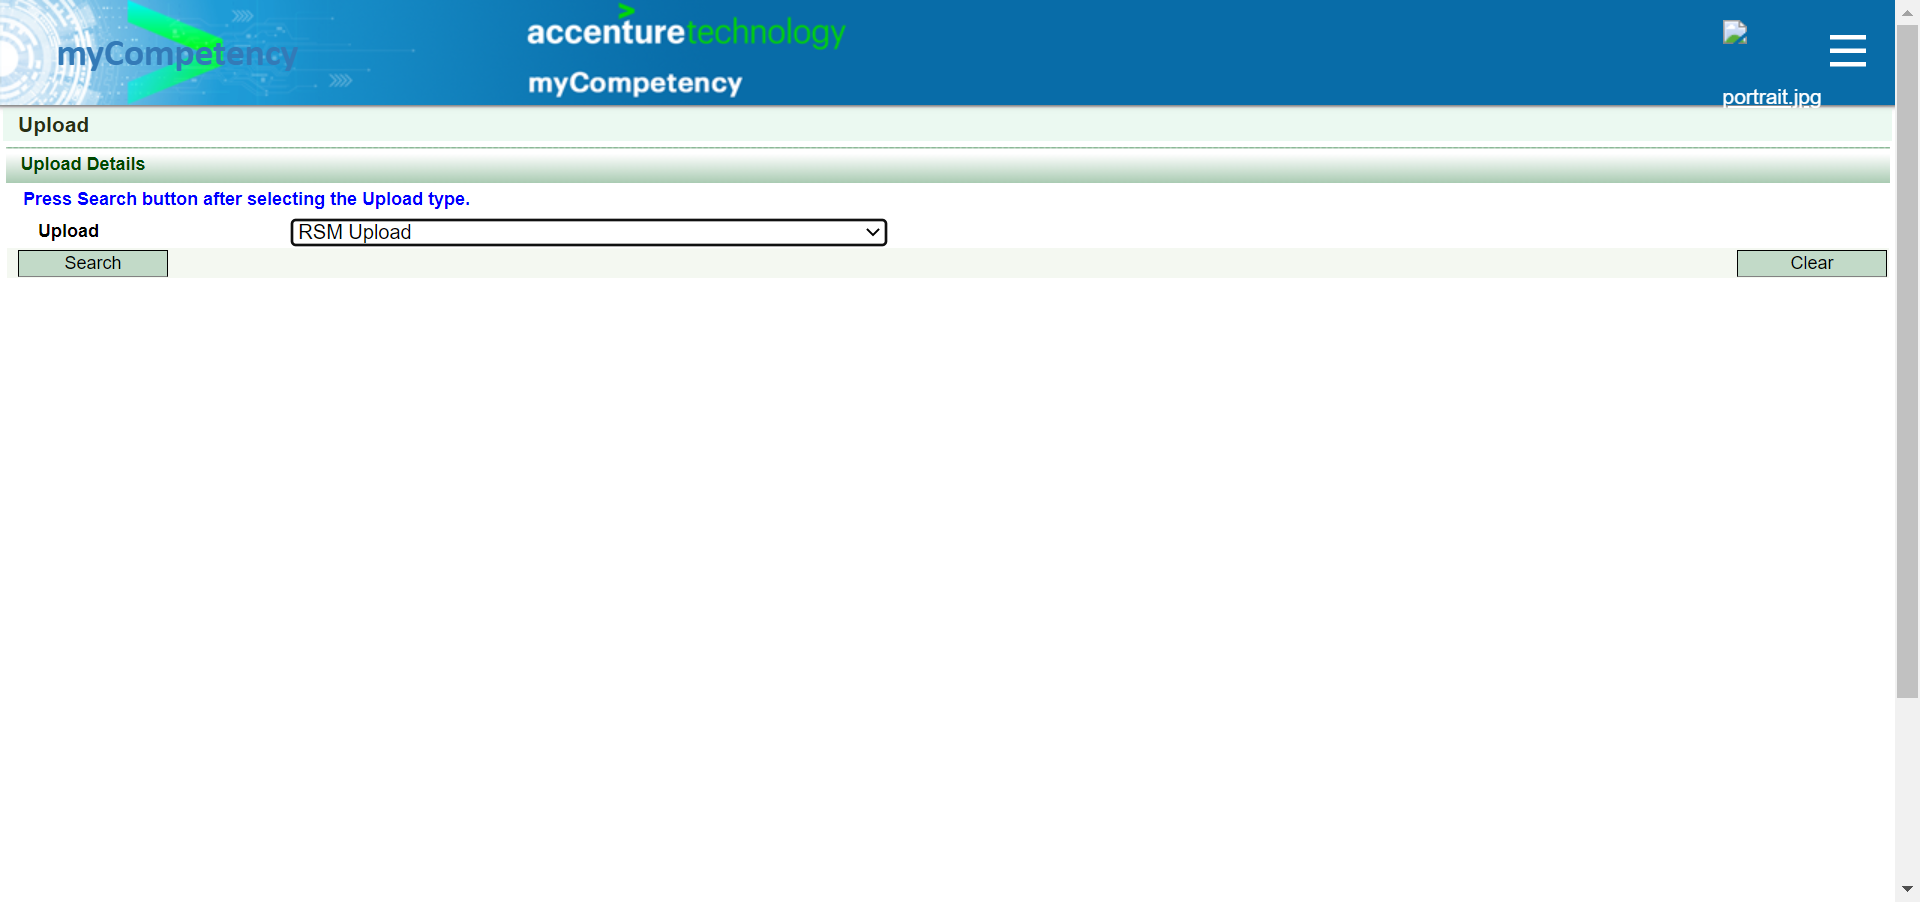 myCompetency
accenturetechnology
myCompetency
portrait.jpg
Upload
Upload Details
Press Search button after selecting the Upload type.
Upload RSM Upload
Search Clear